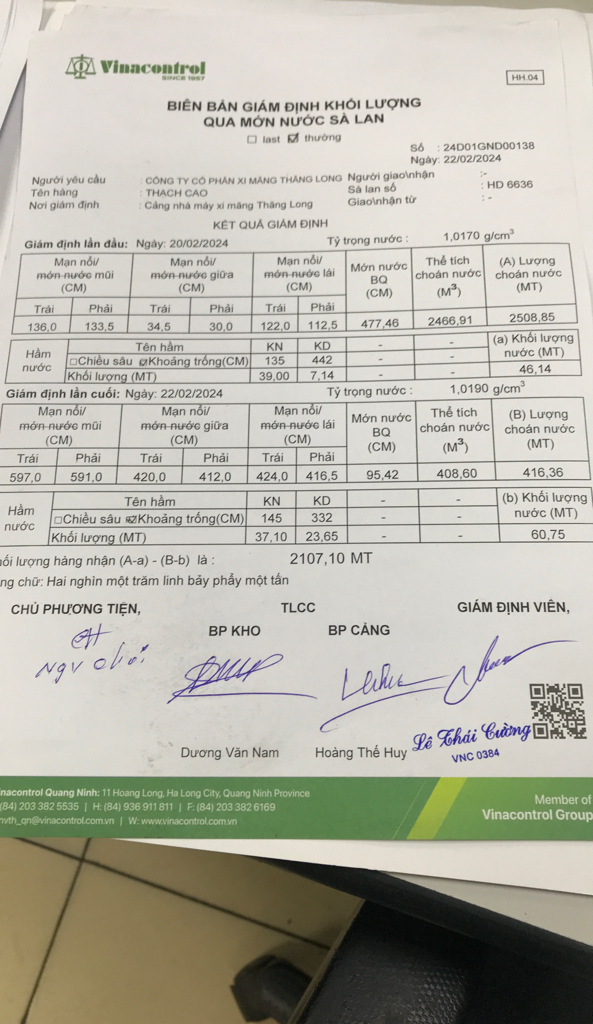 Vinacontrol
SINCE 1957
HH.04
BIÊN BẢN GIÁM ĐỊNH KHỐI LƯỢNG
QUA MỚN NƯỚC SÀ LAN
☐ last ☑ thường
Số : 24D01GND00138
Ngày: 22/02/2024
Người yêu cầu : CÔNG TY CỔ PHẦN XI MĂNG THĂNG LONG Người giao\nhận :-
Tên hàng : THẠCH CAO Sà lan số : HD 6636
Nơi giám định : Cảng nhà máy xi măng Thăng Long Giao\nhận từ : -
KẾT QUẢ GIÁM ĐỊNH
Giám định lần đầu: Ngày: 20/02/2024 Tỷ trọng nước : 1,0170 g/cm3
Mạn nổi/ Mạn nổi/ Mạn nổi/ Mớn nước Thể tích (A) Lượng
mớn nước mũi mớn nước giữa mớn nước lái BQ choán nước choán nước
(CM) (CM) (CM) (CM) (M3) (MT)
Trái Phải Trái Phải Trái Phải
136,0 133,5 34,5 30,0 122,0 112,5 477,46 2466,91 2508,85
Hầm nước Tên hầm KN KD - - (a) Khối lượng nước (MT)
☐Chiều sâu ☑Khoảng trống(CM) 135 442 - -
Khối lượng (MT) 39,00 7,14 - - 46,14
Giám định lần cuối: Ngày: 22/02/2024 Tỷ trọng nước : 1,0190 g/cm3
Mạn nổi/ Mạn nổi/ Mạn nổi/ Mớn nước Thể tích (B) Lượng
mớn nước mũi mớn nước giữa mớn nước lái BQ choán nước choán nước
(CM) (CM) (CM) (CM) (M3) (MT)
Trái Phải Trái Phải Trái Phải
597,0 591,0 420,0 412,0 424,0 416,5 95,42 408,60 416,36
Hầm nước Tên hầm KN KD - - (b) Khối lượng nước (MT)
☐Chiều sâu ☑Khoảng trống(CM) 145 332 - -
Khối lượng (MT) 37,10 23,65 - - 60,75
hối lượng hàng nhận (A-a) - (B-b) là : 2107,10 MT
ng chữ: Hai nghìn một trăm linh bảy phẩy một tấn
CHỦ PHƯƠNG TIỆN, TLCC GIÁM ĐỊNH VIÊN,
BP KHO BP CẢNG
Dương Văn Nam Hoàng Thế Huy Lê Thái Cường
VNC 0384
nacontrol Quang Ninh: 11 Hoang Long, Ha Long City, Quang Ninh Province
(84) 203 382 5535 | H: (84) 936 911 811 | F: (84) 203 382 6169
nvth_qn@vinacontrol.com.vn | W: www.vinacontrol.com.vn
Member of
Vinacontrol Group